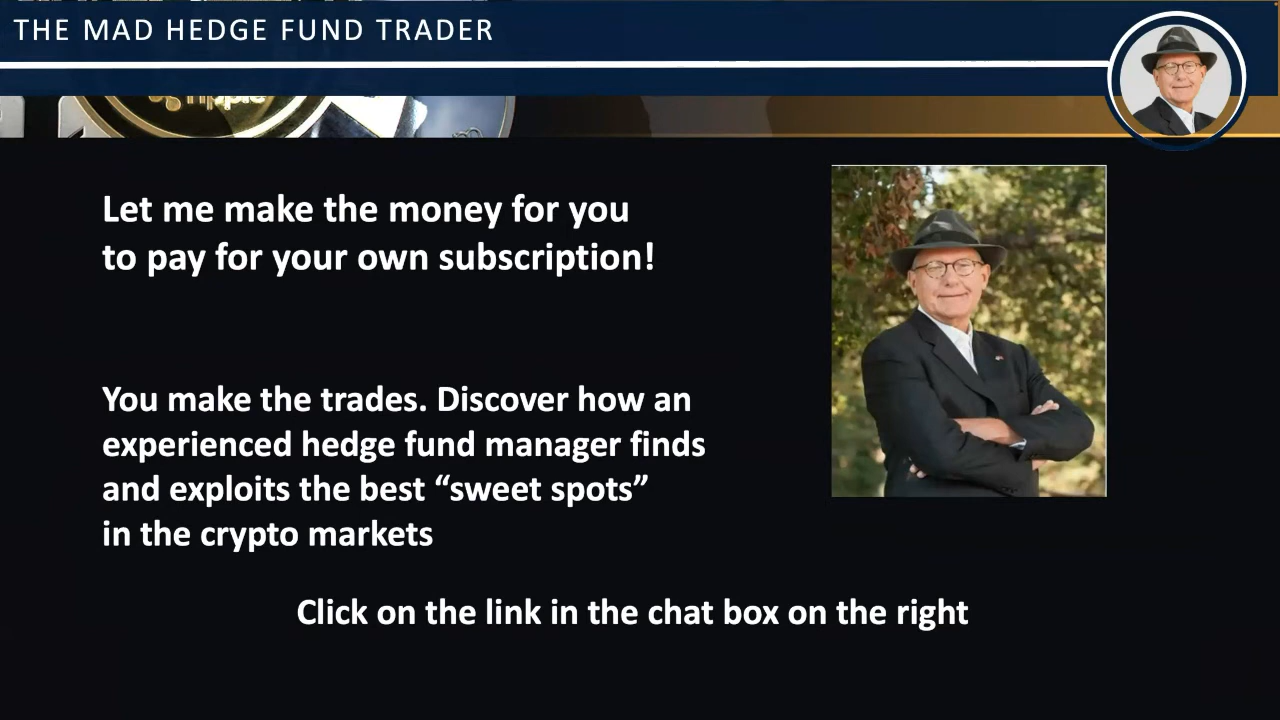 THE MAD HEDGE FUND TRADER
ripple
Let me make the money for you
to pay for your own subscription!
You make the trades. Discover how an
experienced hedge fund manager finds
and exploits the best “sweet spots”
in the crypto markets
Click on the link in the chat box on the right